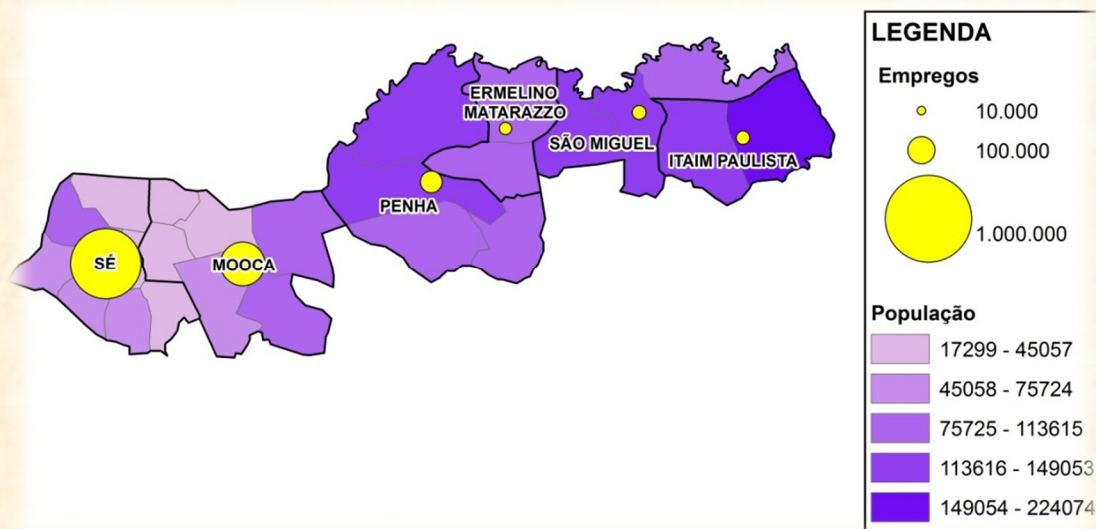 ERMELINO
MATARAZZO
SÃO MIGUEL
ITAIM PAULISTA
PENHA
SÉ
MOOCA
LEGENDA
Empregos
10.000
100.000
1.000.000
População
17299 - 45057
45058 - 75724
75725 - 113615
113616 - 149053
149054 - 224074